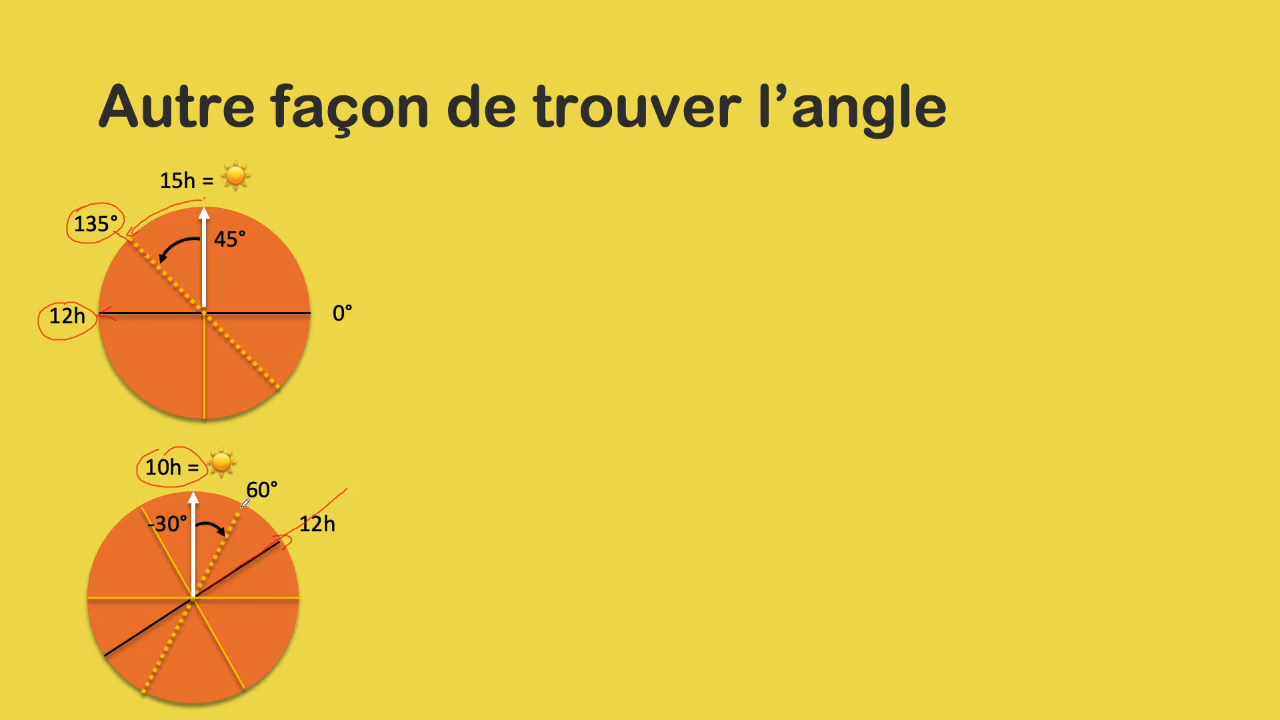 Autre façon de trouver l’angle
15h =
135°
45°
12h
0°
10h =
60°
-30°
12h